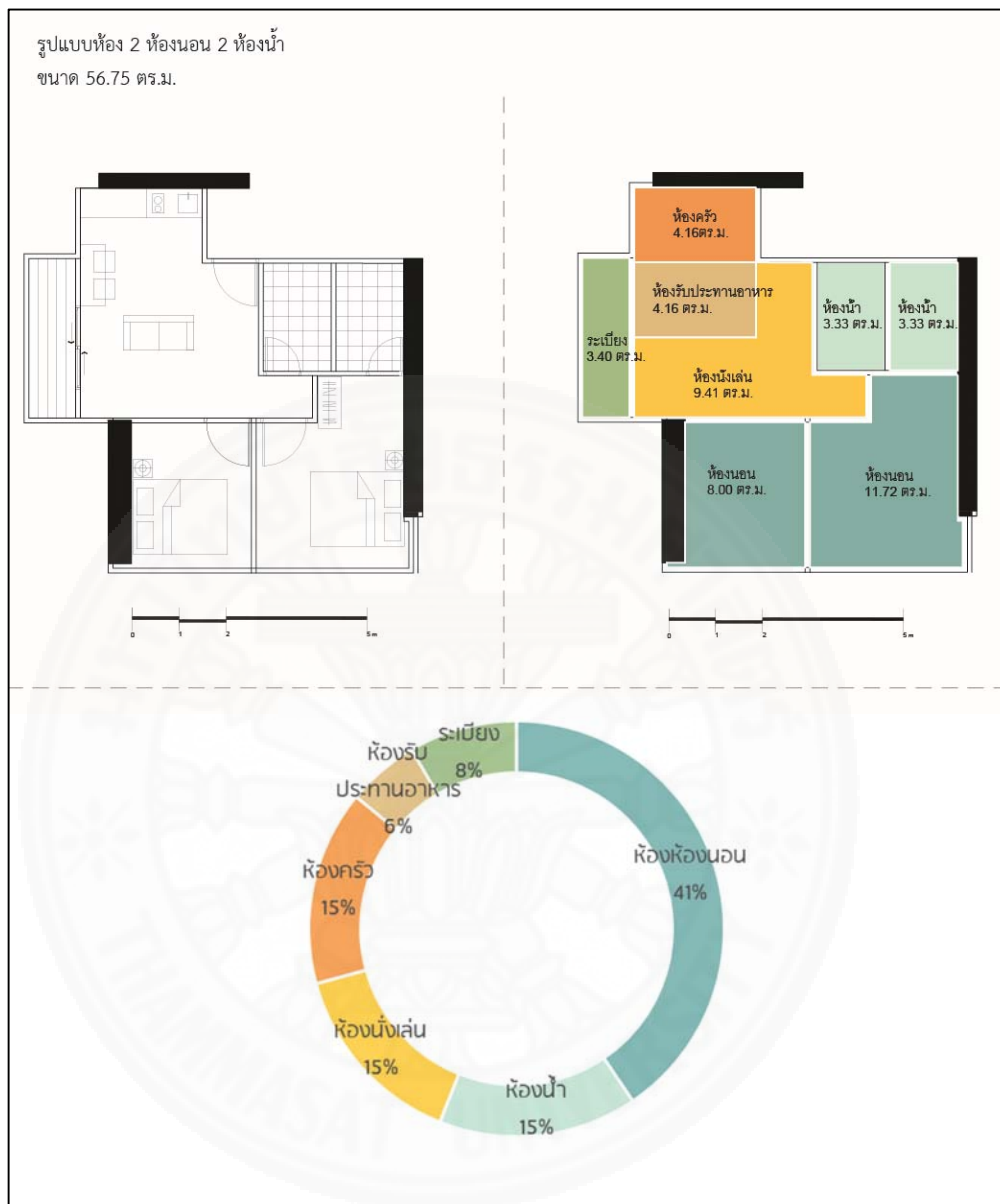 รูปแบบห้อง 2 ห้องนอน 2 ห้องน้ำ
ขนาด 56.75 ตร.ม.
ห้องครัว
4.16ตร.ม.
ห้องรับประทานอาหาร
4.16 ตร.ม.
ห้องน้ำ
3.33 ตร.ม.
ห้องน้ำ
3.33 ตร.ม.
ระเบียง
3.40 ตร.ม.
ห้องนั่งเล่น
9.41 ตร.ม.
ห้องนอน
8.00 ตร.ม.
ห้องนอน
11.72 ตร.ม.
0 1 2 5 m
0 1 2 5 m
ระเบียง
8%
ห้องรับ
ประทานอาหาร
6%
ห้องห้องนอน
41%
ห้องครัว
15%
ห้องนั่งเล่น
15%
ห้องน้ำ
15%
THAMMASAT UNIVERSITY